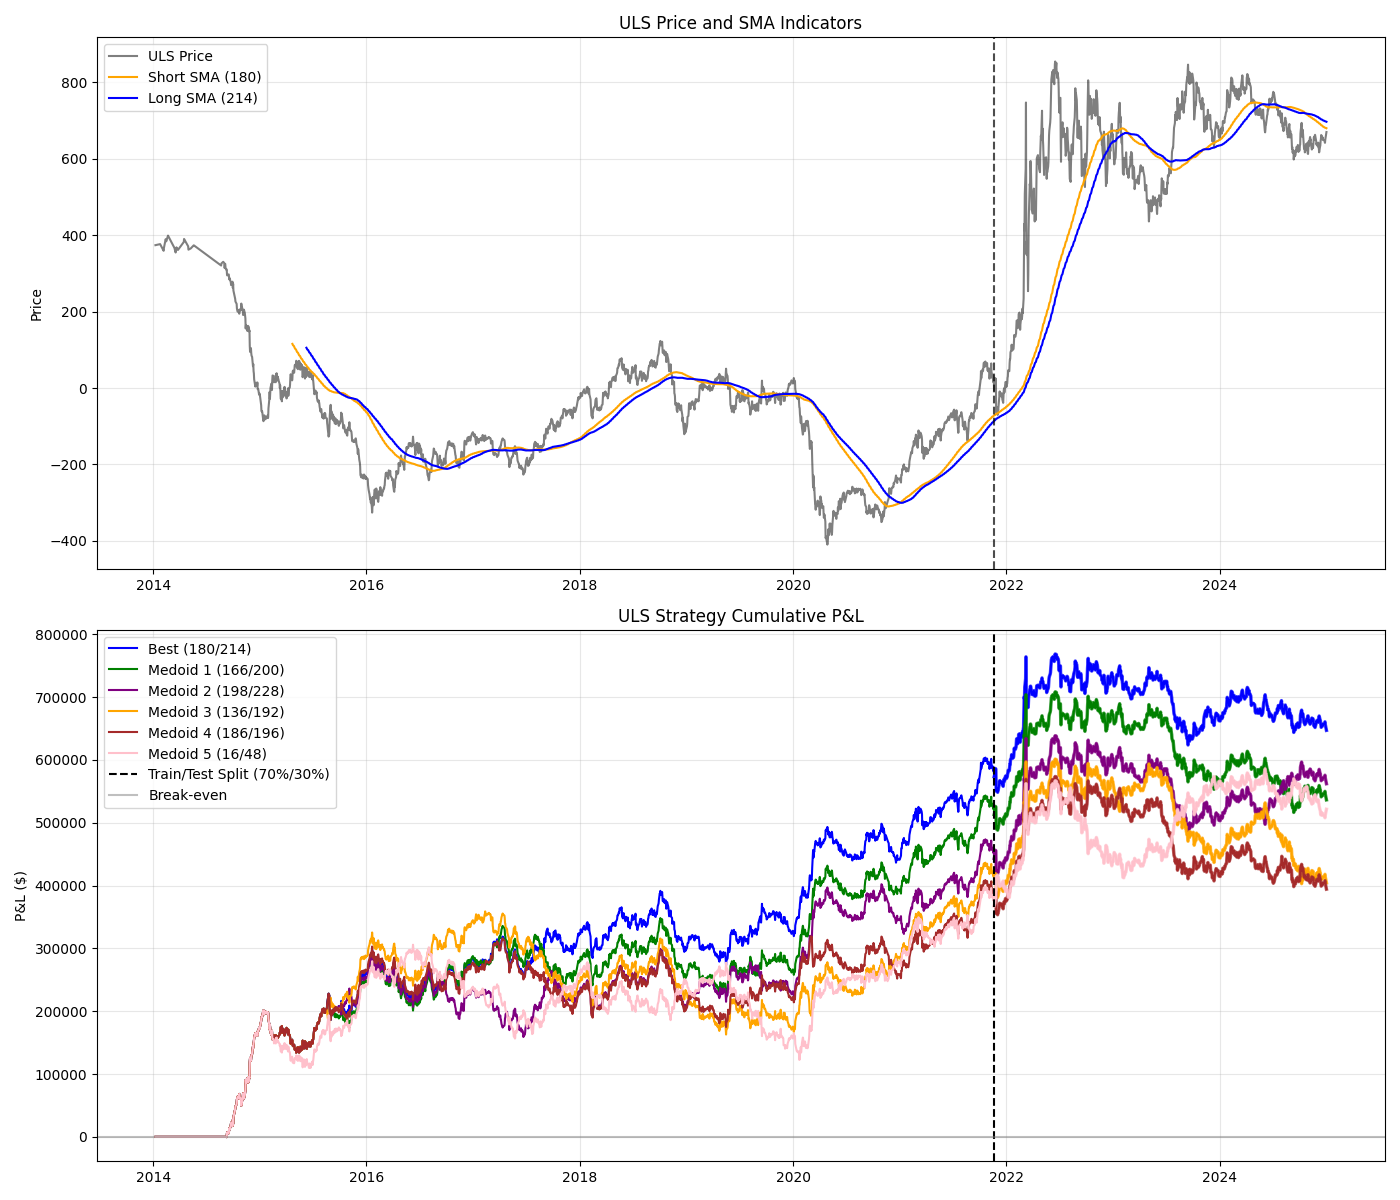 ULS Price and SMA Indicators
ULS Price
Short SMA (180)
Long SMA (214)
Price
800
600
400
200
0
−200
−400
2014 2016 2018 2020 2022 2024
ULS Strategy Cumulative P&L
Best (180/214)
Medoid 1 (166/200)
Medoid 2 (198/228)
Medoid 3 (136/192)
Medoid 4 (186/196)
Medoid 5 (16/48)
Train/Test Split (70%/30%)
Break-even
P&L ($)
800000
700000
600000
500000
400000
300000
200000
100000
0
2014 2016 2018 2020 2022 2024